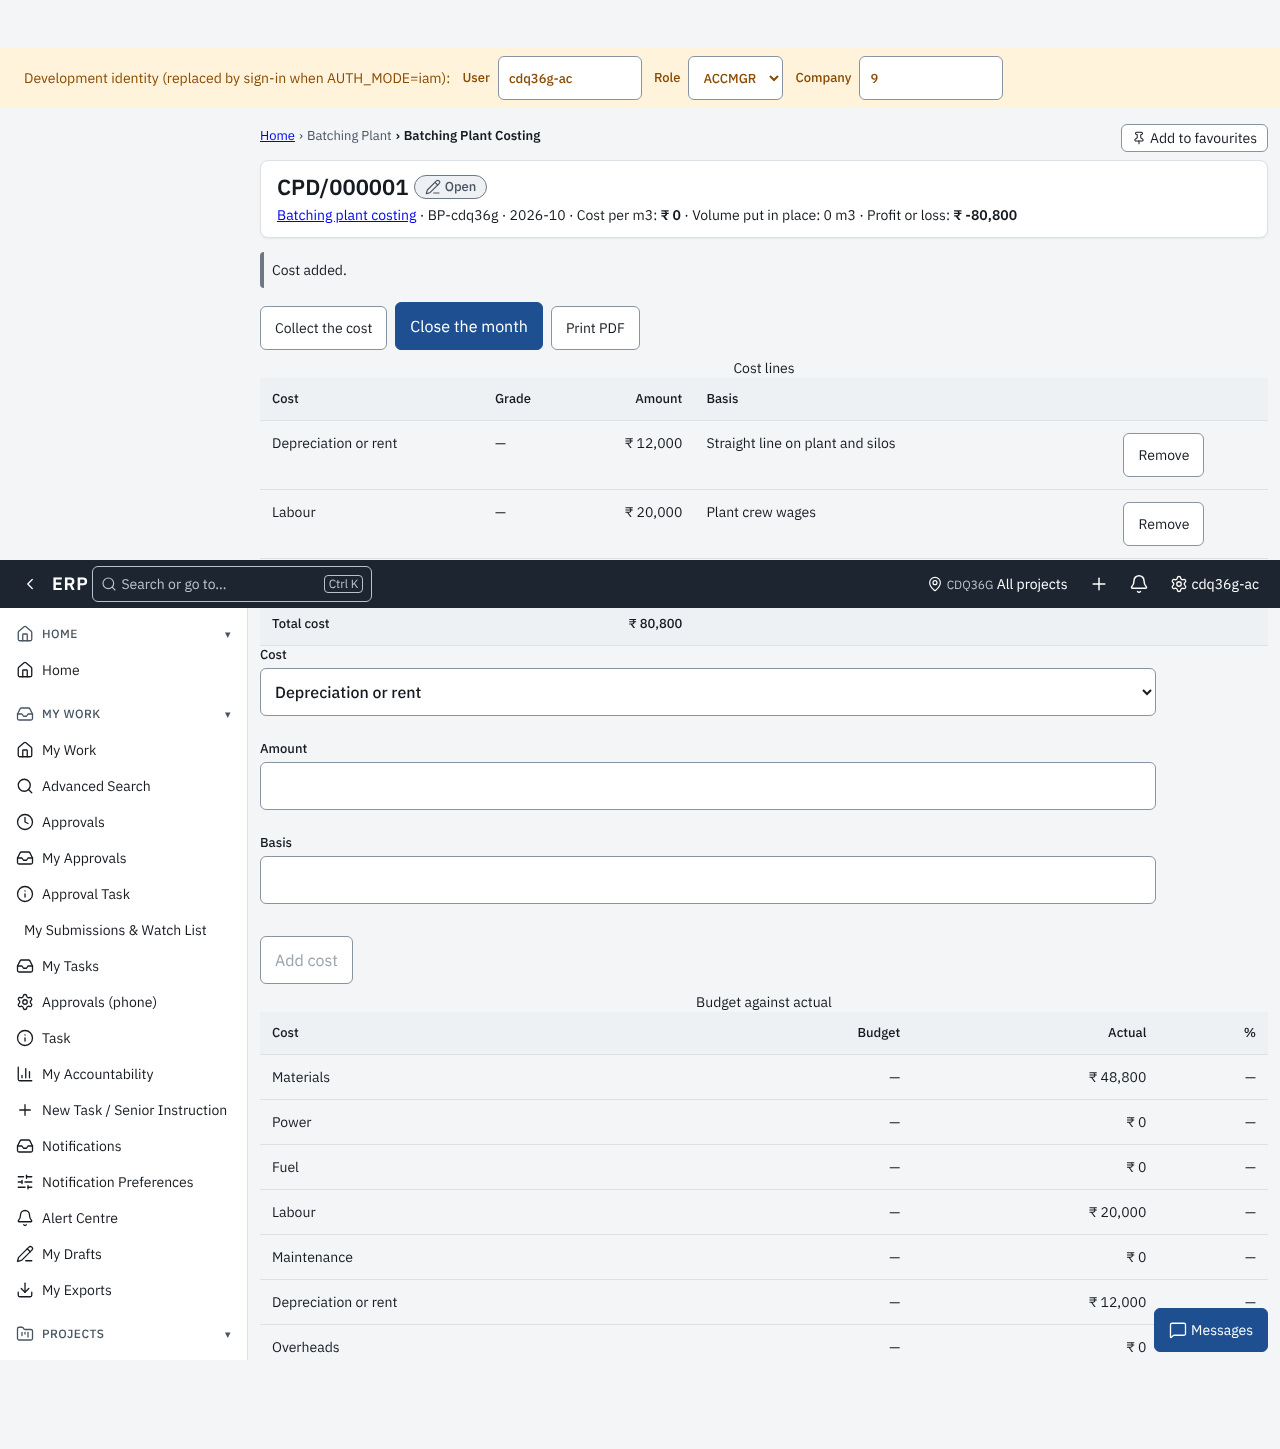 Development identity (replaced by sign-in when AUTH_MODE=iam): User cdq36g-ac Role ACCMGR Company 9
Home › Batching Plant › Batching Plant Costing
Add to favourites
CPD/000001 Open
Batching plant costing · BP-cdq36g · 2026-10 · Cost per m3: ₹ 0 · Volume put in place: 0 m3 · Profit or loss: ₹ -80,800
Cost added.
Collect the cost Close the month Print PDF
Cost lines
Cost Grade Amount Basis
Depreciation or rent — ₹ 12,000 Straight line on plant and silos Remove
Labour — ₹ 20,000 Plant crew wages Remove
ERP Search or go to... Ctrl K CDQ36G All projects cdq36g-ac
Total cost ₹ 80,800
Cost
Depreciation or rent
Amount
Basis
Add cost
Budget against actual
Cost Budget Actual %
Materials — ₹ 48,800 —
Power — ₹ 0 —
Fuel — ₹ 0 —
Labour — ₹ 20,000 —
Maintenance — ₹ 0 —
Depreciation or rent — ₹ 12,000 —
Overheads — ₹ 0
HOME
Home
MY WORK
My Work
Advanced Search
Approvals
My Approvals
Approval Task
My Submissions & Watch List
My Tasks
Approvals (phone)
Task
My Accountability
New Task / Senior Instruction
Notifications
Notification Preferences
Alert Centre
My Drafts
My Exports
PROJECTS
Messages